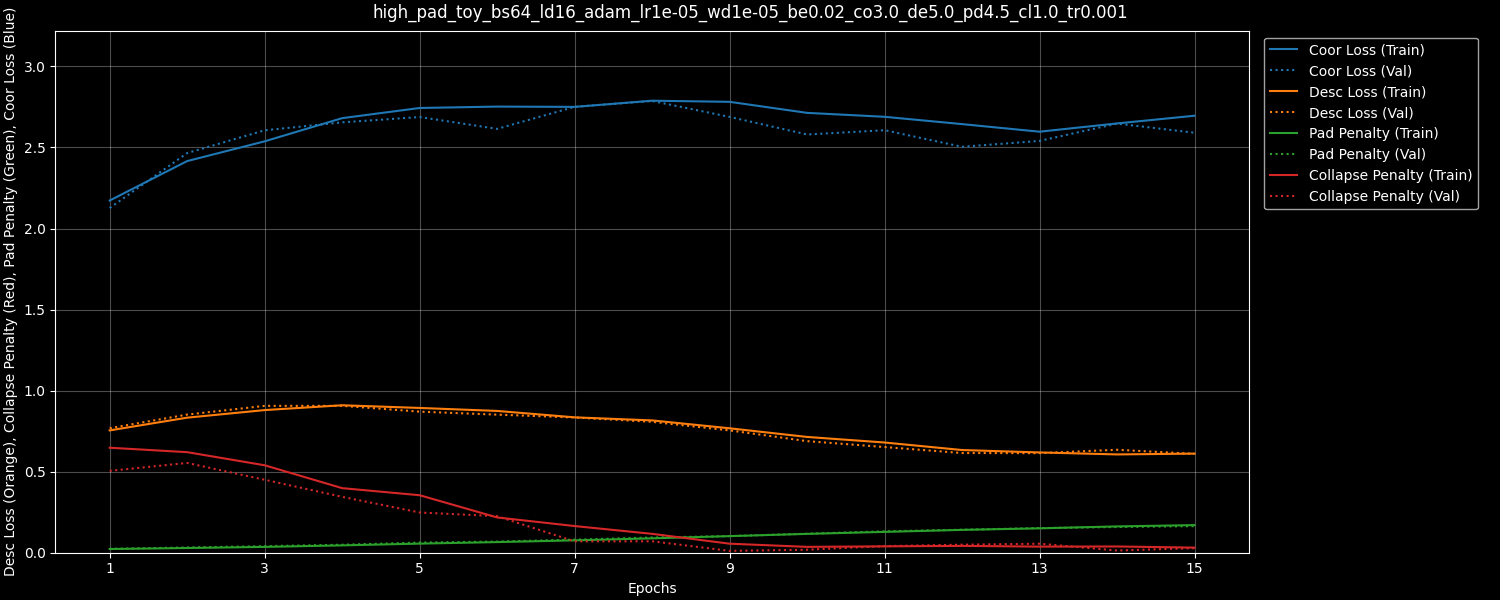 high_pad_toy_bs64_ld16_adam_lr1e-05_wd1e-05_be0.02_co3.0_de5.0_pd4.5_cl1.0_tr0.001
Desc Loss (Orange), Collapse Penalty (Red), Pad Penalty (Green), Coor Loss (Blue)
3.0
2.5
2.0
1.5
1.0
0.5
0.0
1 3 5 7 9 11 13 15
Epochs
Coor Loss (Train)
Coor Loss (Val)
Desc Loss (Train)
Desc Loss (Val)
Pad Penalty (Train)
Pad Penalty (Val)
Collapse Penalty (Train)
Collapse Penalty (Val)